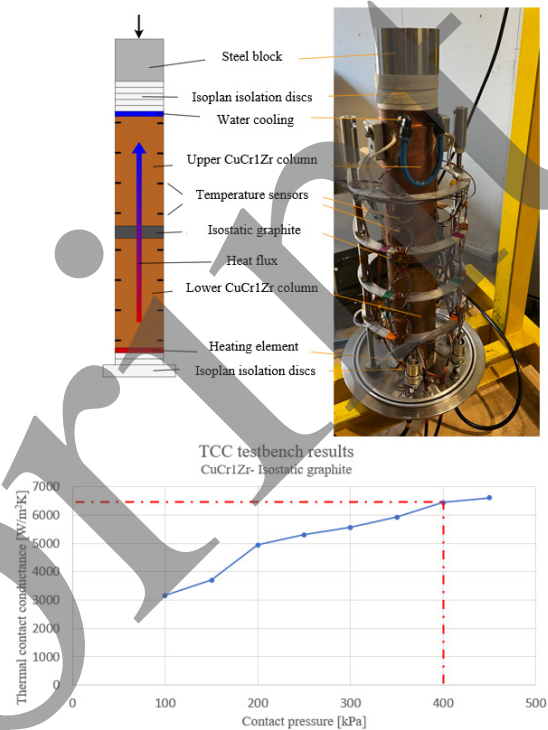 Steel block
Isoplan isolation discs
Water cooling
Upper CuCr1Zr column
Temperature sensors
Isostatic graphite
Heat flux
Lower CuCr1Zr column
Heating element
Isoplan isolation discs
TCC testbench results
CuCr1Zr- Isostatic graphite
Thermal contact conductance [W/m²K]
7000
6000
5000
4000
3000
2000
1000
0
0
100
200
300
400
500
Contact pressure [kPa]